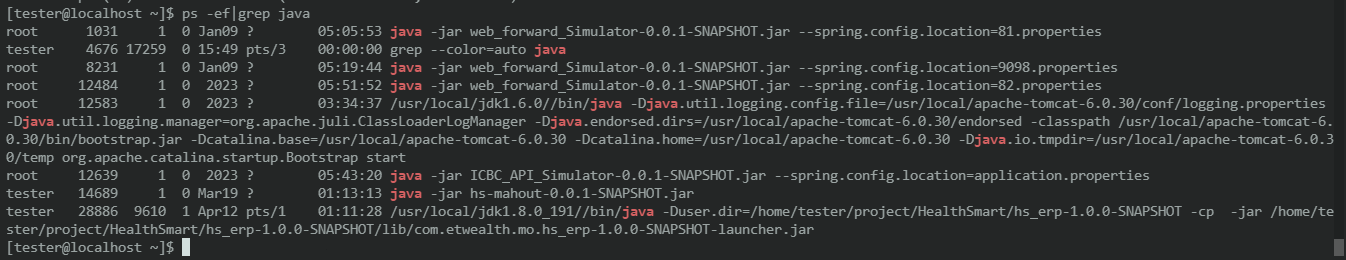 [tester@localhost ~]$ ps -ef|grep java
root      1031     1  0 Jan09 ?        05:05:53 java -jar web_forward_Simulator-0.0.1-SNAPSHOT.jar --spring.config.location=81.properties
tester    4676 17259  0 15:49 pts/3    00:00:00 grep --color=auto java
root      8231     1  0 Jan09 ?        05:19:44 java -jar web_forward_Simulator-0.0.1-SNAPSHOT.jar --spring.config.location=9098.properties
root     12484     1  0  2023 ?        05:51:52 java -jar web_forward_Simulator-0.0.1-SNAPSHOT.jar --spring.config.location=82.properties
root     12583     1  0  2023 ?        03:34:37 /usr/local/jdk1.6.0//bin/java -Djava.util.logging.config.file=/usr/local/apache-tomcat-6.0.30/conf/logging.properties
-Djava.util.logging.manager=org.apache.juli.ClassLoaderLogManager -Djava.endorsed.dirs=/usr/local/apache-tomcat-6.0.30/endorsed -classpath /usr/local/apache-tomcat-6.
0.30/bin/bootstrap.jar -Dcatalina.base=/usr/local/apache-tomcat-6.0.30 -Dcatalina.home=/usr/local/apache-tomcat-6.0.30 -Djava.io.tmpdir=/usr/local/apache-tomcat-6.0.3
0/temp org.apache.catalina.startup.Bootstrap start
root     12639     1  0  2023 ?        05:43:20 java -jar ICBC_API_Simulator-0.0.1-SNAPSHOT.jar --spring.config.location=application.properties
tester   14689     1  0 Mar19 ?        01:13:13 java -jar hs-mahout-0.0.1-SNAPSHOT.jar
tester   28886  9610  1 Apr12 pts/1    01:11:28 /usr/local/jdk1.8.0_191//bin/java -Duser.dir=/home/tester/project/HealthSmart/hs_erp-1.0.0-SNAPSHOT -cp  -jar /home/te
ster/project/HealthSmart/hs_erp-1.0.0-SNAPSHOT/lib/com.etwealth.mo.hs_erp-1.0.0-SNAPSHOT-launcher.jar
[tester@localhost ~]$